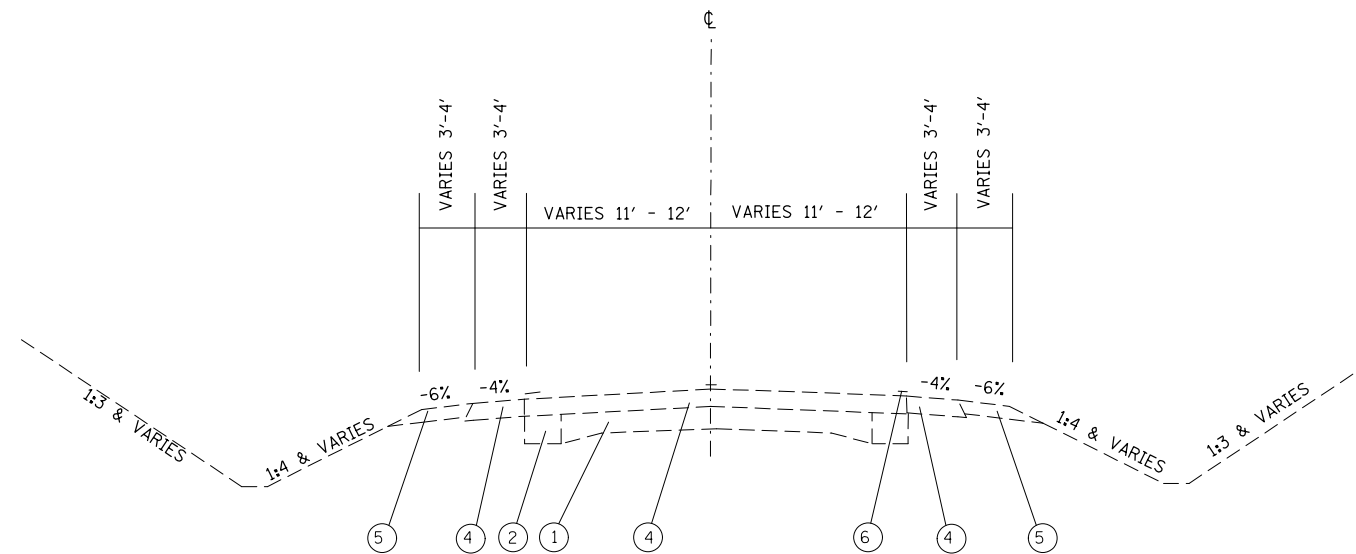 ℄
VARIES 3'-4'
VARIES 3'-4'
VARIES 3'-4'
VARIES 3'-4'
VARIES 11' - 12'
VARIES 11' - 12'
-6%
-4%
-4%
-6%
1:3 & VARIES
1:4 & VARIES
1:4 & VARIES
1:3 & VARIES
5
4
2
1
4
6
4
5